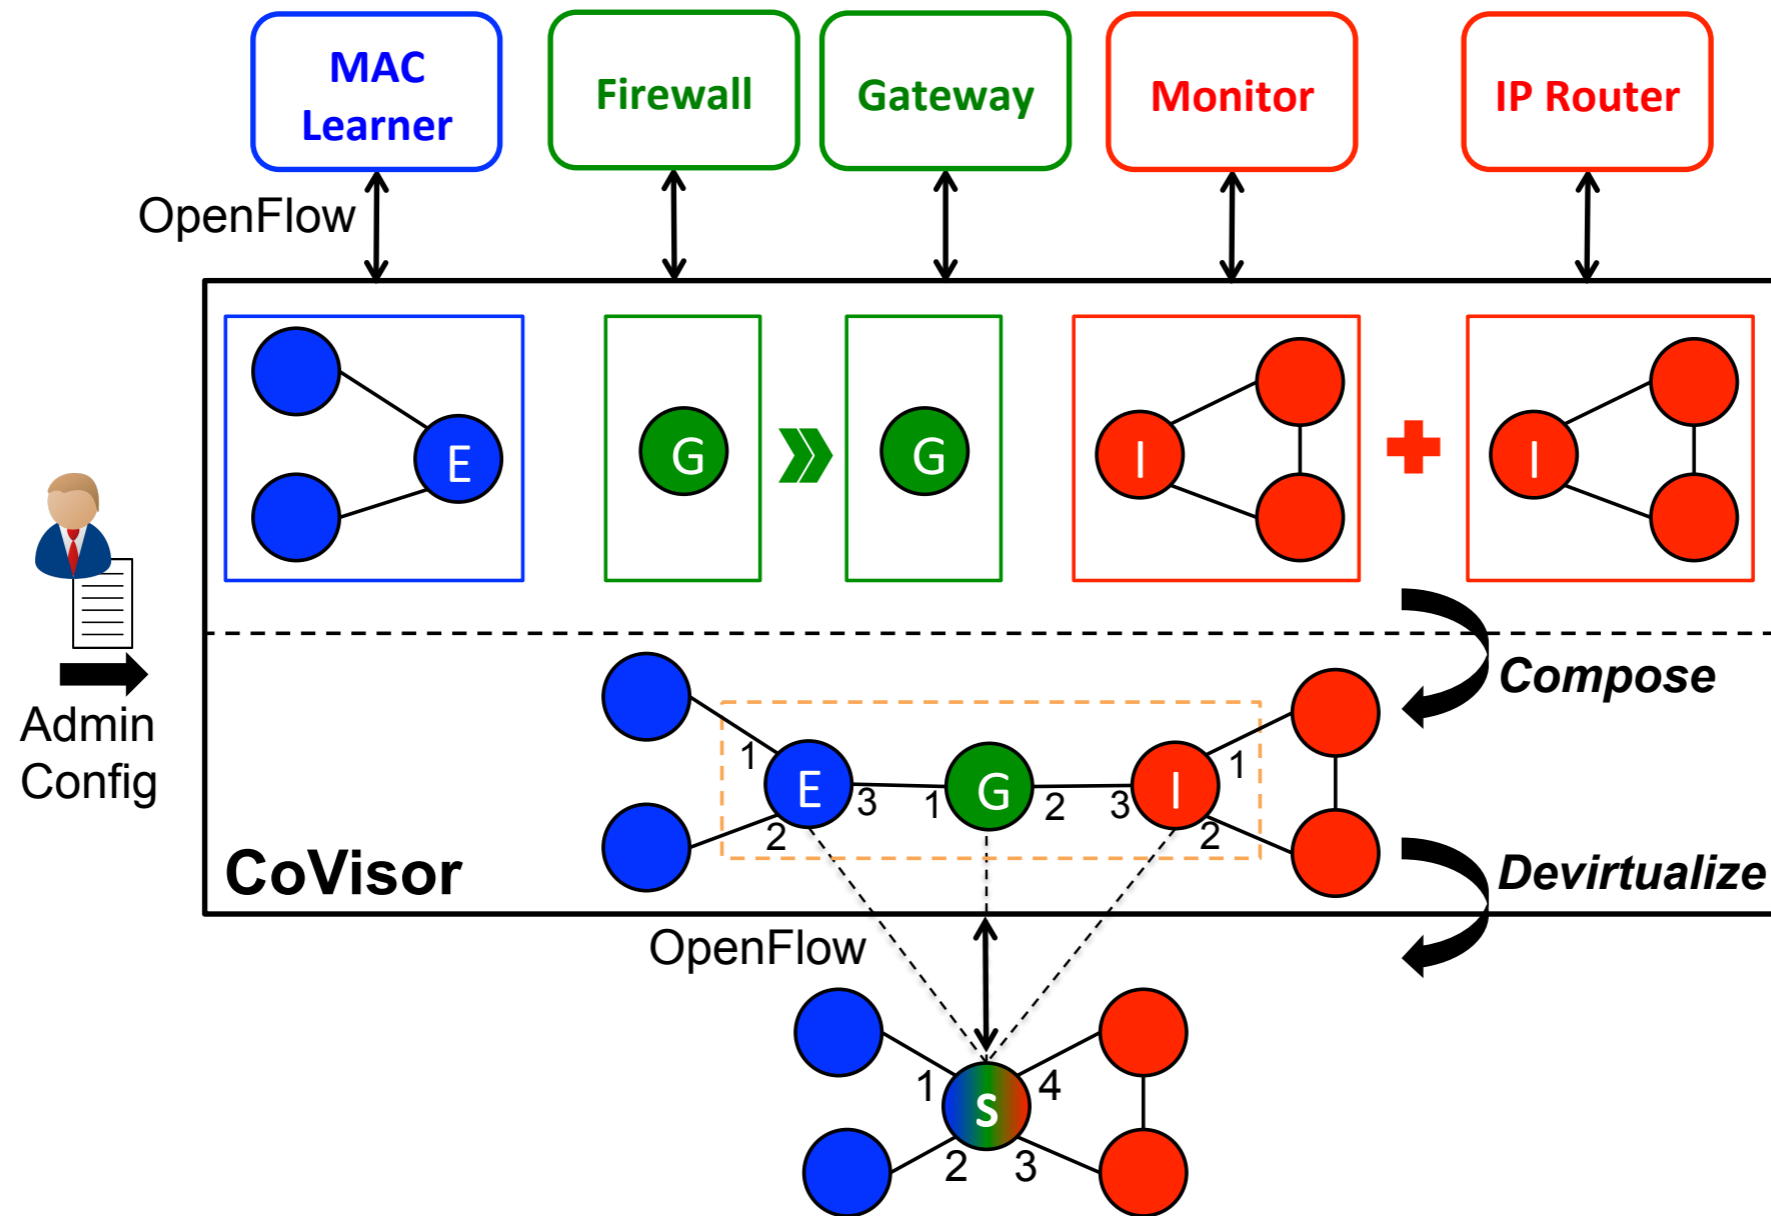 MAC
Learner
Firewall
Gateway
Monitor
IP Router
OpenFlow
E
G
G
I
I
Admin
Config
Compose
1
E
3
2
1
G
2
3
I
1
2
CoVisor
Devirtualize
OpenFlow
1
S
4
2
3